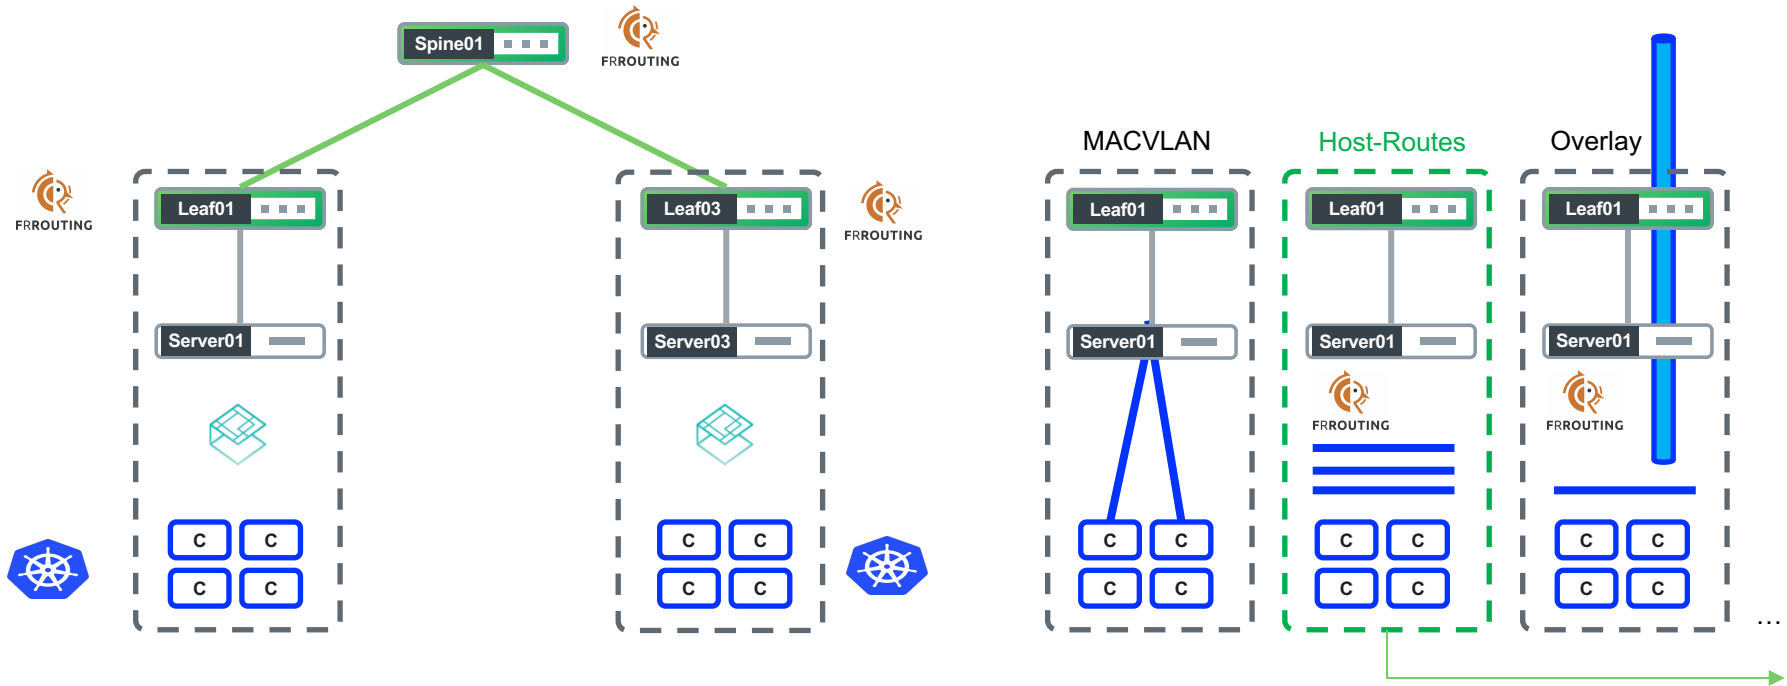 Spine01
FRROUTING
MACVLAN
Host-Routes
Overlay
FRROUTING
Leaf01
Leaf03
FRROUTING
Leaf01
Leaf01
Leaf01
Server01
Server03
Server01
Server01
Server01
FRROUTING
FRROUTING
C C
C C
C C
C C
C C
C C
C C
C C
C C
C C
...